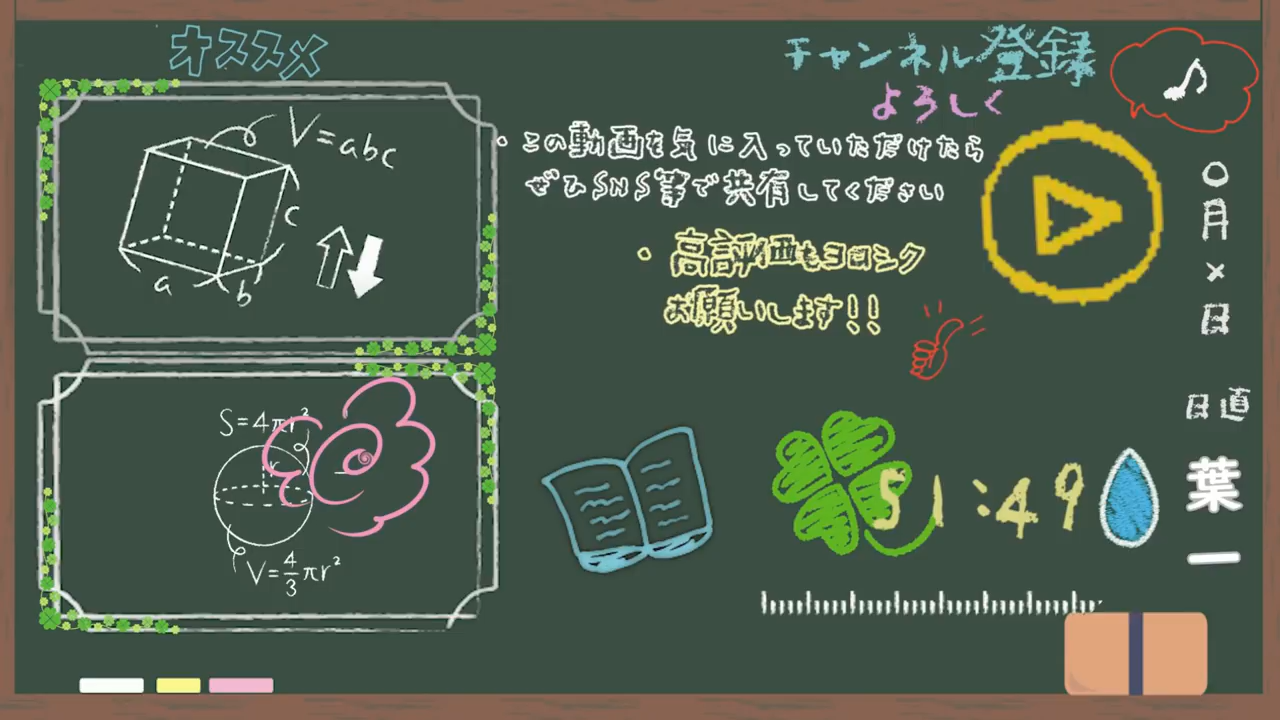 オススメ
V=abc
c
a
b
S=4πr²
r
V=4/3πr²
チャンネル登録
よろしく
・この動画を気に入っていただけたら
ぜひSNS等で共有してください
・高評価もヨロシク
お願いします!!
51:49
〇月×日
日直
葉一